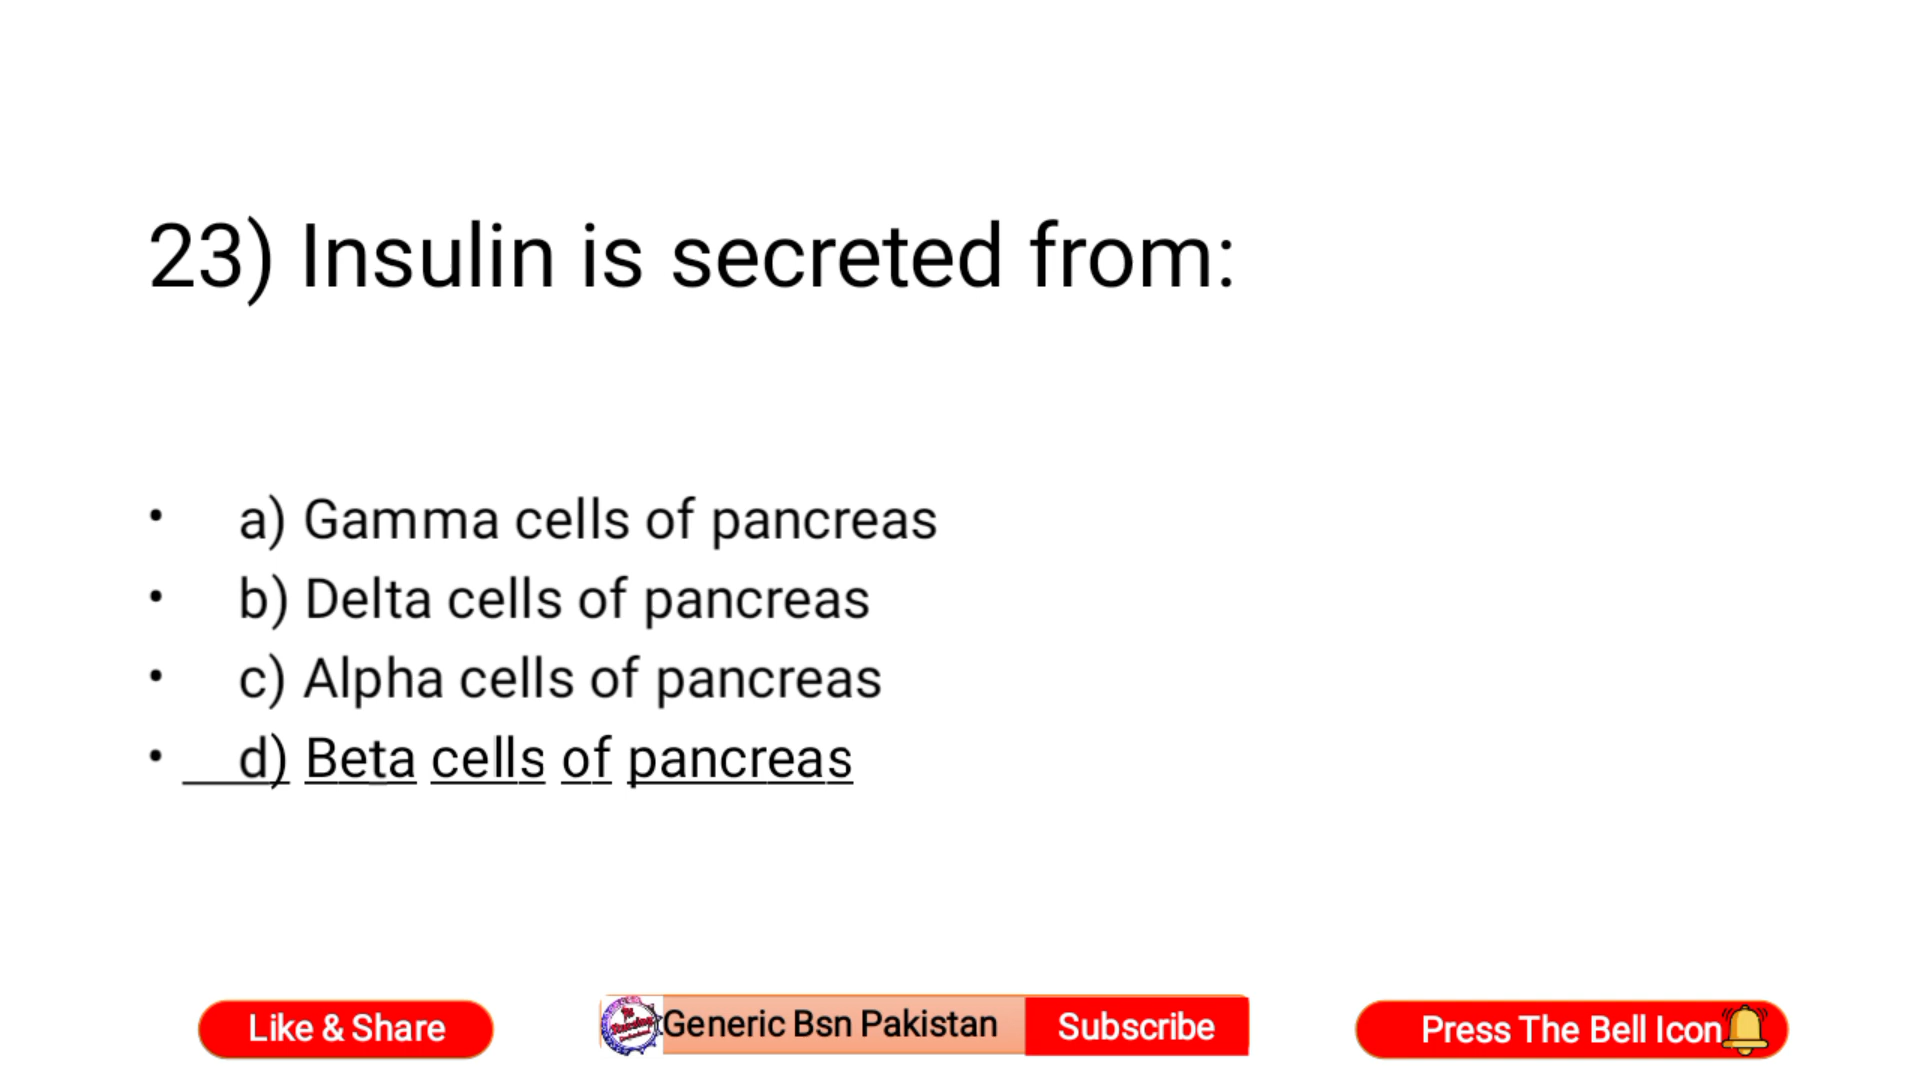 23) Insulin is secreted from:
• a) Gamma cells of pancreas
• b) Delta cells of pancreas
• c) Alpha cells of pancreas
• d) Beta cells of pancreas
Like & Share
Generic Bsn Pakistan
Subscribe
Press The Bell Icon